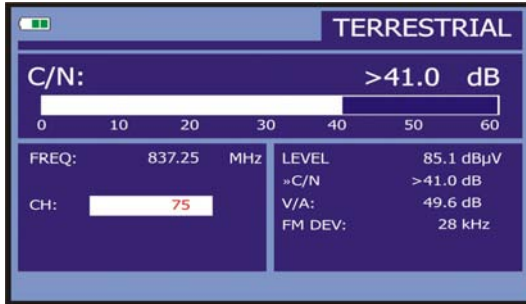 TERRESTRIAL
C/N: >41.0 dB
0 10 20 30 40 50 60
FREQ: 837.25 MHz
CH: 75
LEVEL 85.1 dBµV
»C/N >41.0 dB
V/A: 49.6 dB
FM DEV: 28 kHz